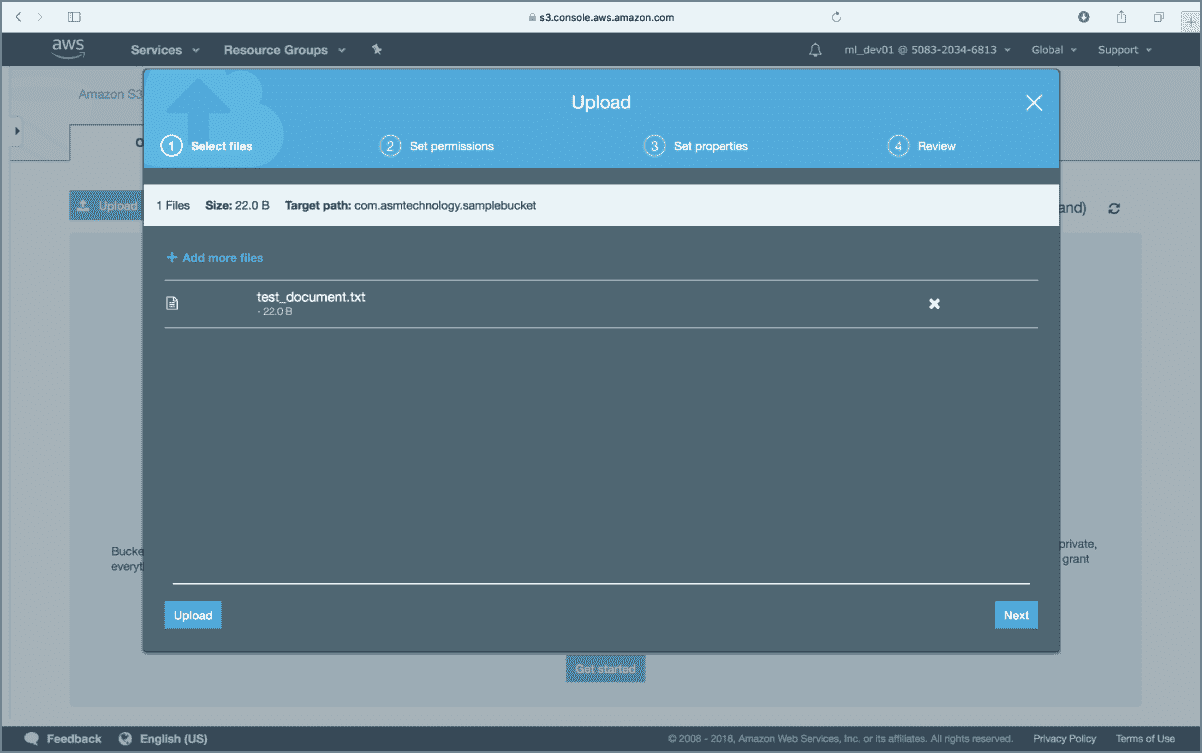 s3.console.aws.amazon.com
aws Services Resource Groups ml_dev01 @ 5083-2034-6813 Global Support
Amazon S3
Upload
1 Select files 2 Set permissions 3 Set properties 4 Review
Upload
1 Files Size: 22.0 B Target path: com.asmtechnology.samplebucket
and)
+ Add more files
test_document.txt
- 22.0 B
private,
grant
Upload Next
Get started
Feedback English (US) © 2008 - 2018, Amazon Web Services, Inc. or its affiliates. All rights reserved. Privacy Policy Terms of Use